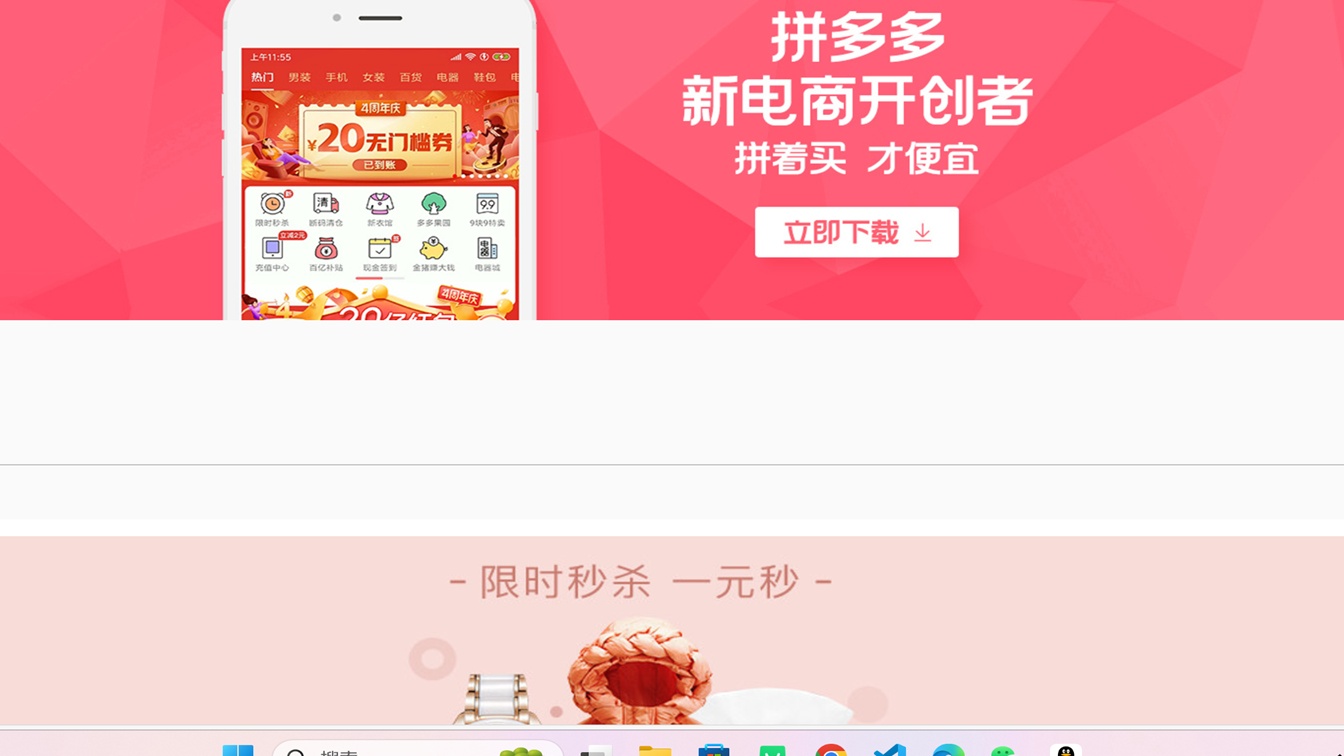 上午11:55
热门 男装 手机 女装 百货 电器 鞋包 电
4周年庆
¥20无门槛券
已到账
限时秒杀 断码清仓 新衣馆 多多果园 9块9特卖
立减2元
充值中心 百亿补贴 现金签到 金猪赚大钱 电器城
4周年庆
20亿红包
拼多多
新电商开创者
拼着买 才便宜
立即下载
- 限时秒杀 一元秒 -
搜索